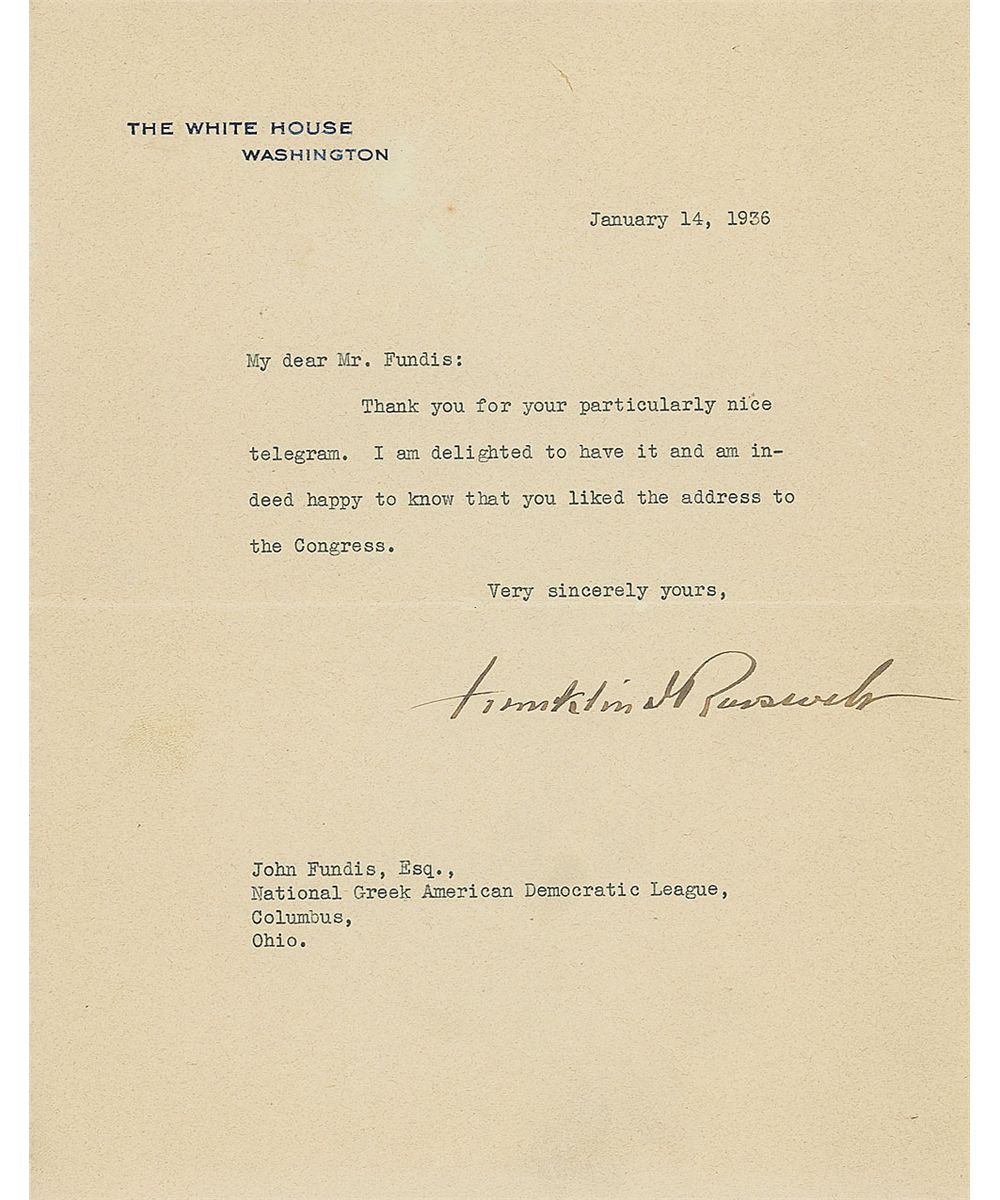 THE WHITE HOUSE
WASHINGTON
January 14, 1936
My dear Mr. Fundis:
Thank you for your particularly nice
telegram. I am delighted to have it and am in-
deed happy to know that you liked the address to
the Congress.
Very sincerely yours,
Franklin D Roosevelt
John Fundis, Esq.,
National Greek American Democratic League,
Columbus,
Ohio.